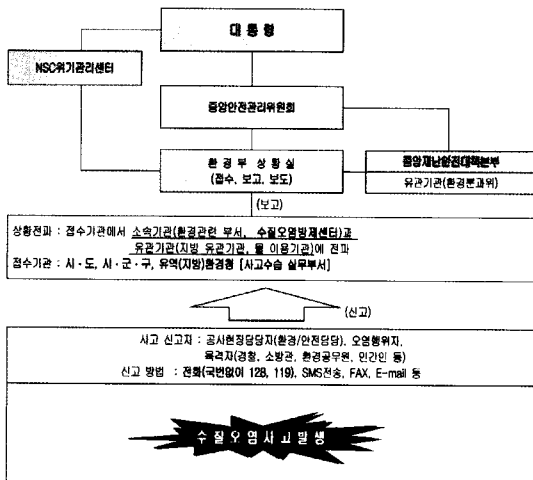 대 통 령
NSC위기관리센터
중앙안전관리위원회
환 경 부 상 황 실
(접수, 보고, 보도)
중앙재난안전대책본부
유관기관(환경분과위)
(보고)
상황전파 : 접수기관에서 소속기관(환경관련 부서, 수질오염방제센터)과
유관기관(지방 유관기관, 물 이용기관)에 전파
접수기관 : 시·도, 시·군·구, 유역(지방)환경청 [사고수습 실무부서]
(신고)
사고 신고자 : 공사현장담당자(환경/안전담당), 오염행위자,
목격자(경찰, 소방관, 환경공무원, 민간인 등)
신고 방법 : 전화(국번없이 128, 119), SMS전송, FAX, E-mail 등
수 질 오 염 사 고 발 생